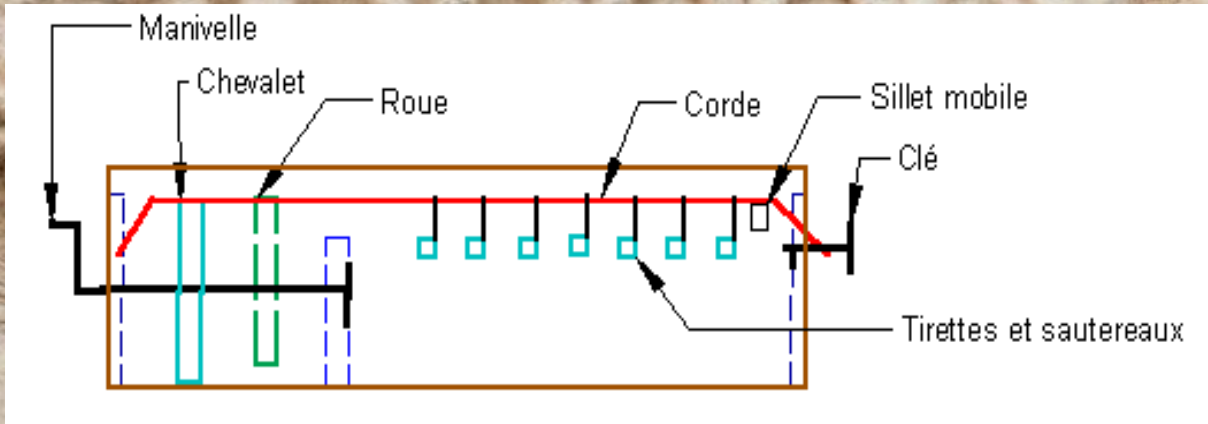 Manivelle
Chevalet
Roue
Corde
Sillet mobile
Clé
Tirettes et sautereaux